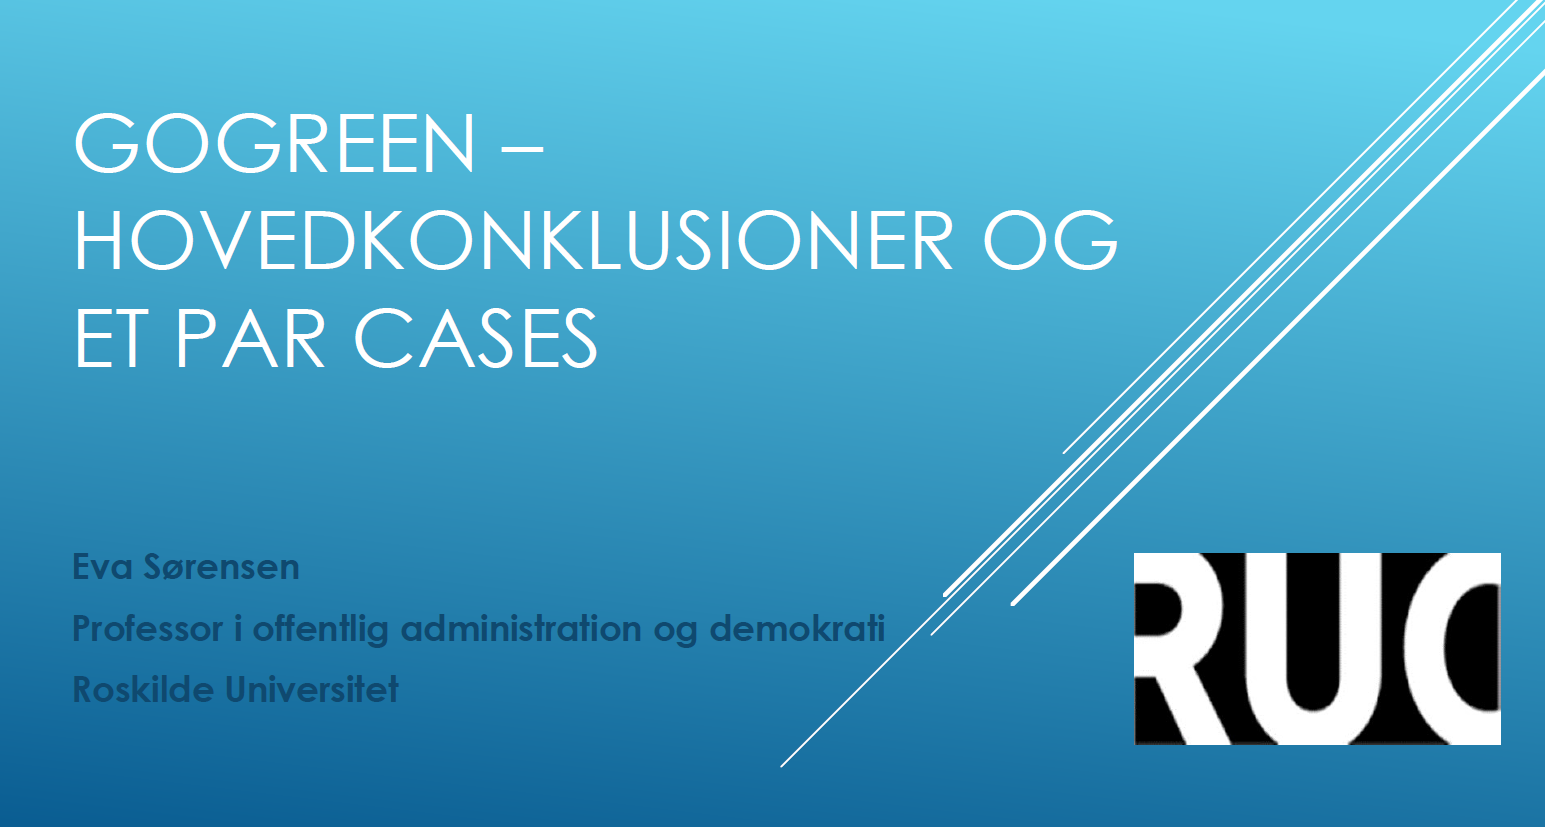 GOGREEN –
HOVEDKONKLUSIONER OG
ET PAR CASES
Eva Sørensen
Professor i offentlig administration og demokrati
Roskilde Universitet
RUC